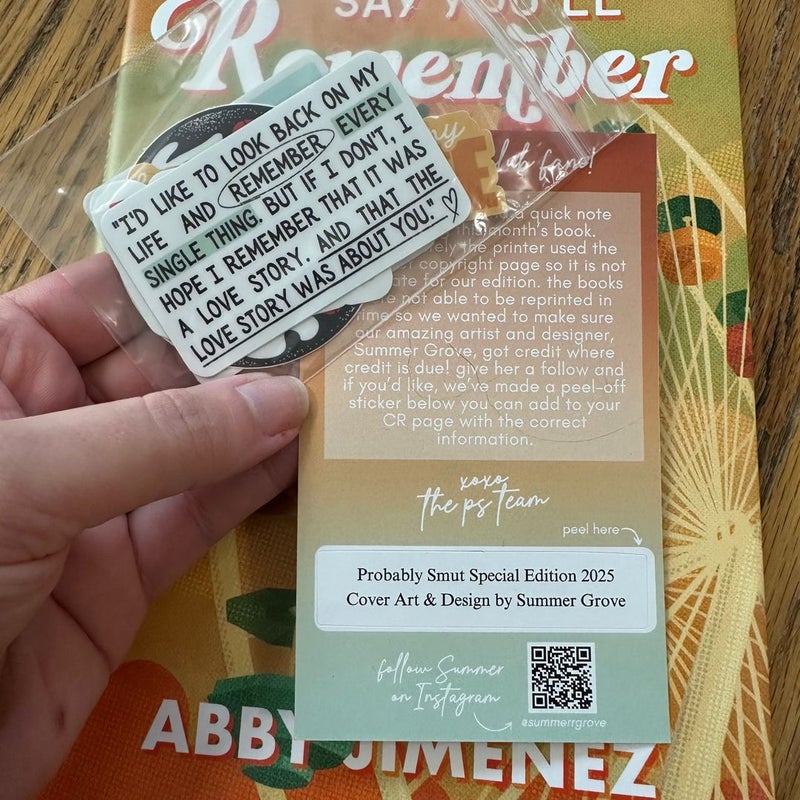 SAY YOU'LL
Remember
"I'D LIKE TO LOOK BACK ON MY
LIFE AND REMEMBER EVERY
SINGLE THING. BUT IF I DON'T, I
HOPE I REMEMBER THAT IT WAS
A LOVE STORY. AND THAT THE
LOVE STORY WAS ABOUT YOU."
my
club fam!
a quick note
this month's book.
the printer used the
copyright page so it is not
for our edition. the books
not able to be reprinted in
time so we wanted to make sure
our amazing artist and designer,
Summer Grove, got credit where
credit is due! give her a follow and
if you'd like, we've made a peel-off
sticker below you can add to your
CR page with the correct
information.
xoxo
the ps team
peel here
Probably Smut Special Edition 2025
Cover Art & Design by Summer Grove
follow Summer
on Instagram
@summerrgrove
ABBY JIMENEZ